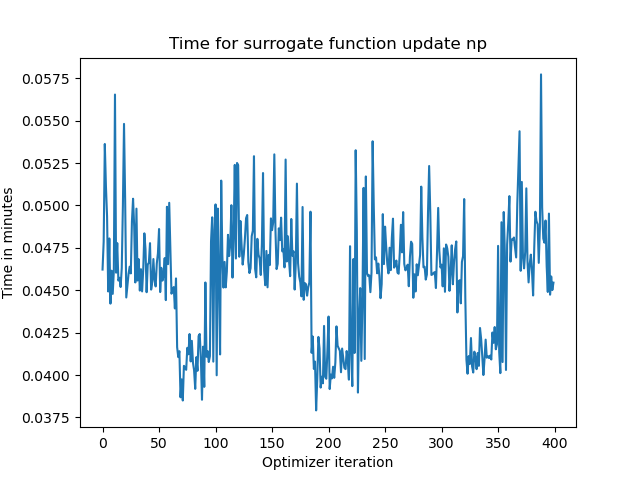 Time for surrogate function update np
Time in minutes
0.0575
0.0550
0.0525
0.0500
0.0475
0.0450
0.0425
0.0400
0.0375
0 50 100 150 200 250 300 350 400
Optimizer iteration